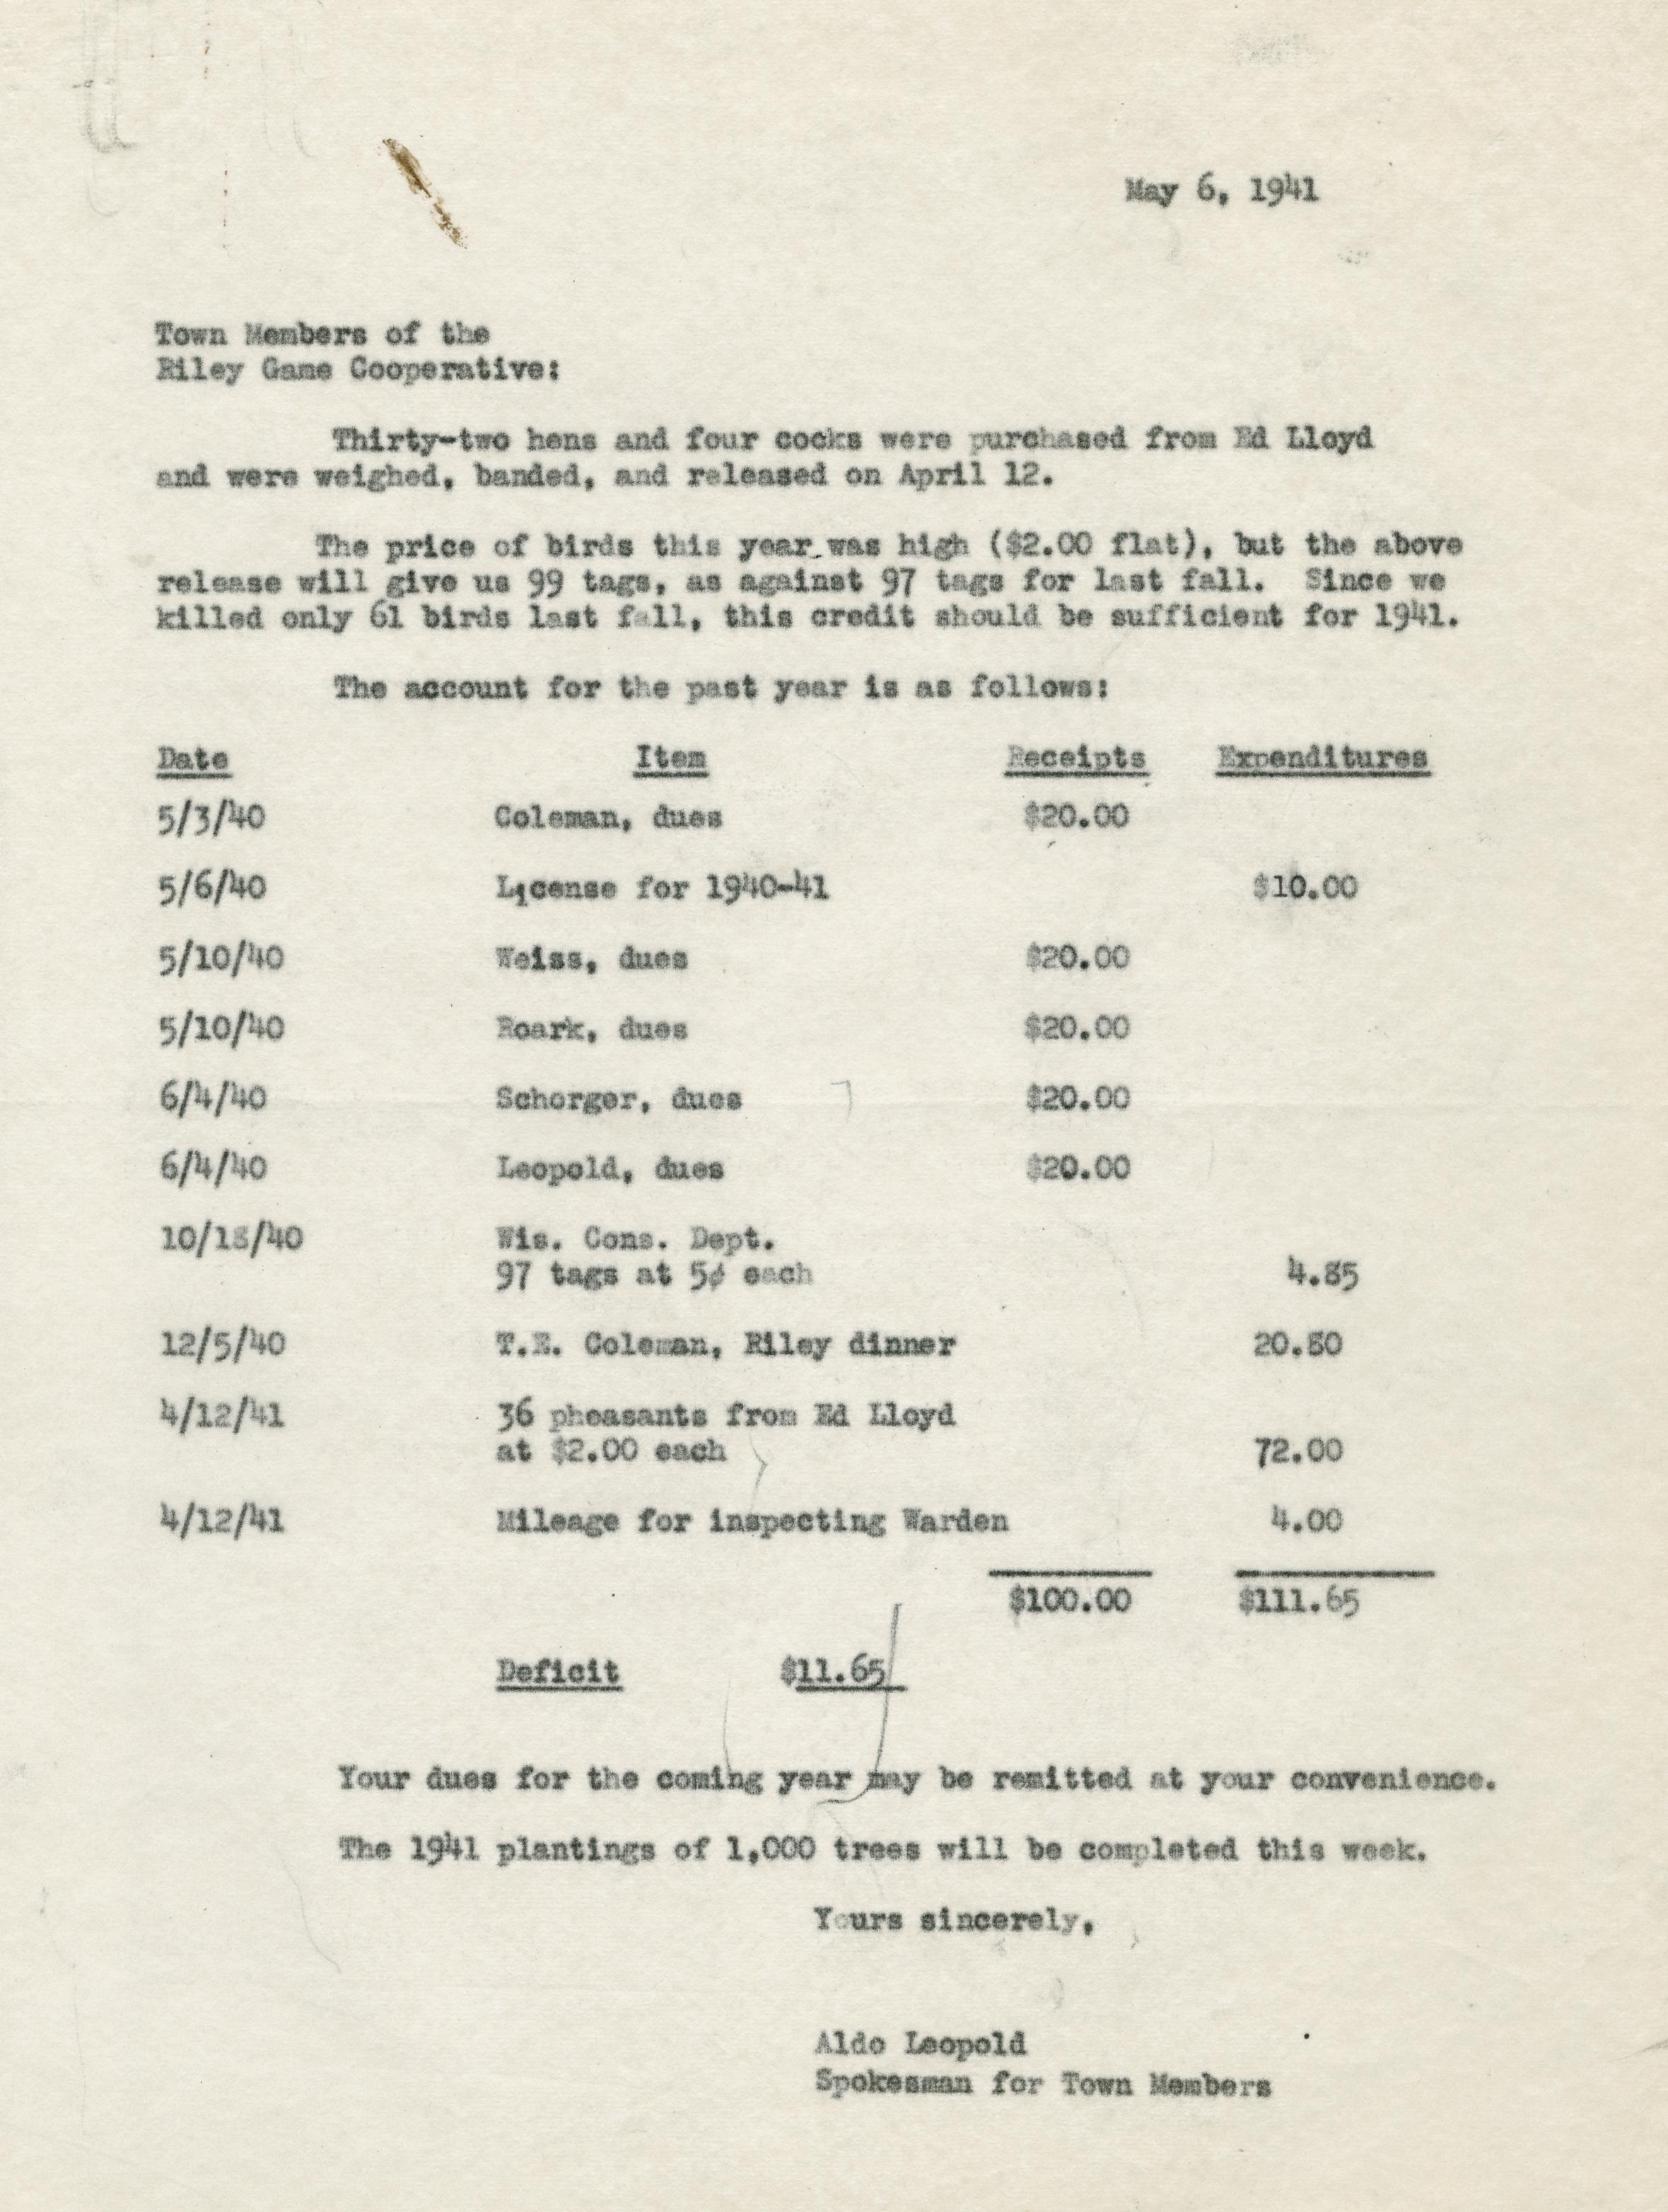 May 6, 1941
Town Members of the
Riley Game Cooperative:
Thirty-two hens and four cocks were purchased from Ed Lloyd
and were weighed, banded, and released on April 12.
The price of birds this year was high ($2.00 flat), but the above
release will give us 99 tags, as against 97 tags for last fall. Since we
killed only 61 birds last fall, this credit should be sufficient for 1941.
The account for the past year is as follows:
Date Item Receipts Expenditures
5/3/40 Coleman, dues $20.00
5/6/40 License for 1940-41 $10.00
5/10/40 Weiss, dues $20.00
5/10/40 Roark, dues $20.00
6/4/40 Schorger, dues $20.00
6/4/40 Leopold, dues $20.00
10/18/40 Wis. Cons. Dept.
97 tags at 5¢ each 4.85
12/5/40 T.E. Coleman, Riley dinner 20.80
4/12/41 36 pheasants from Ed Lloyd
at $2.00 each 72.00
4/12/41 Mileage for inspecting Warden 4.00
$100.00 $111.65
Deficit $11.65
Your dues for the coming year may be remitted at your convenience.
The 1941 plantings of 1,000 trees will be completed this week.
Yours sincerely,
Aldo Leopold
Spokesman for Town Members